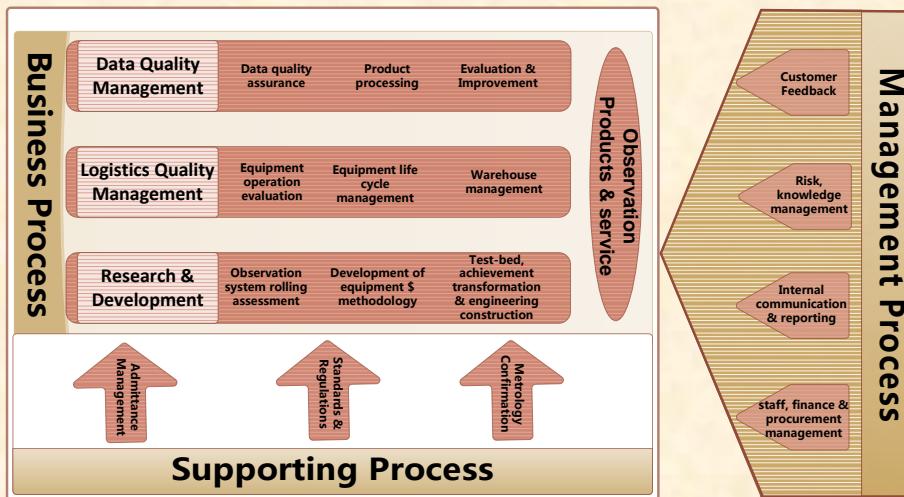 Business Process
Data Quality
Management
Data quality
assurance
Product
processing
Evaluation &
Improvement
Logistics Quality
Management
Equipment
operation
evaluation
Equipment life
cycle
management
Warehouse
management
Research &
Development
Observation
system rolling
assessment
Development of
equipment $
methodology
Test-bed,
achievement
transformation
& engineering
construction
Observation
Products & service
Admittance
Management
Standards &
Regulations
Metrology
Confirmation
Supporting Process
Customer
Feedback
Risk,
knowledge
management
Internal
communication
& reporting
staff, finance &
procurement
management
Management Process